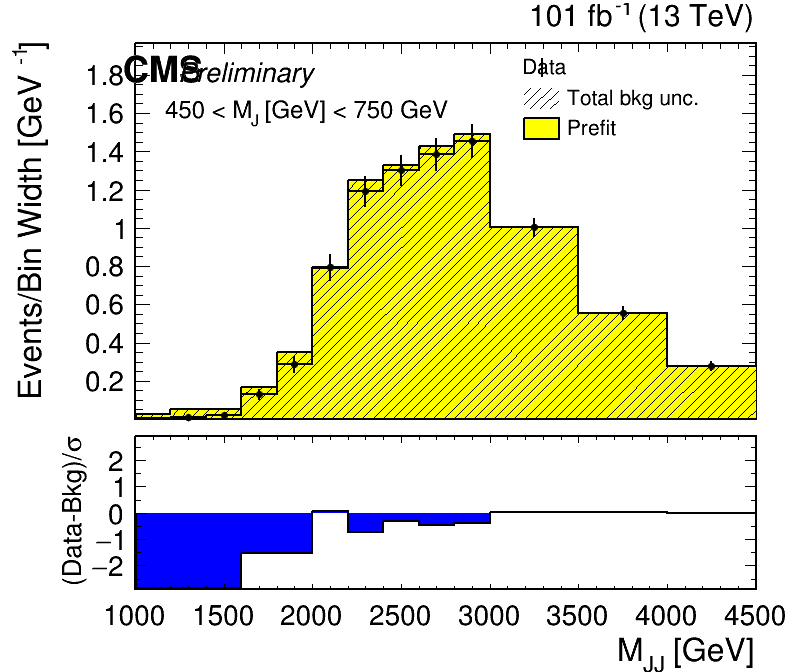 101 fb⁻¹ (13 TeV)
CMS Preliminary
450 < M_J [GeV] < 750 GeV
Data
Total bkg unc.
Prefit
Events/Bin Width [GeV⁻¹]
1.8
1.6
1.4
1.2
1
0.8
0.6
0.4
0.2
(Data-Bkg)/σ
2
1
0
−1
−2
1000 1500 2000 2500 3000 3500 4000 4500
M_JJ [GeV]